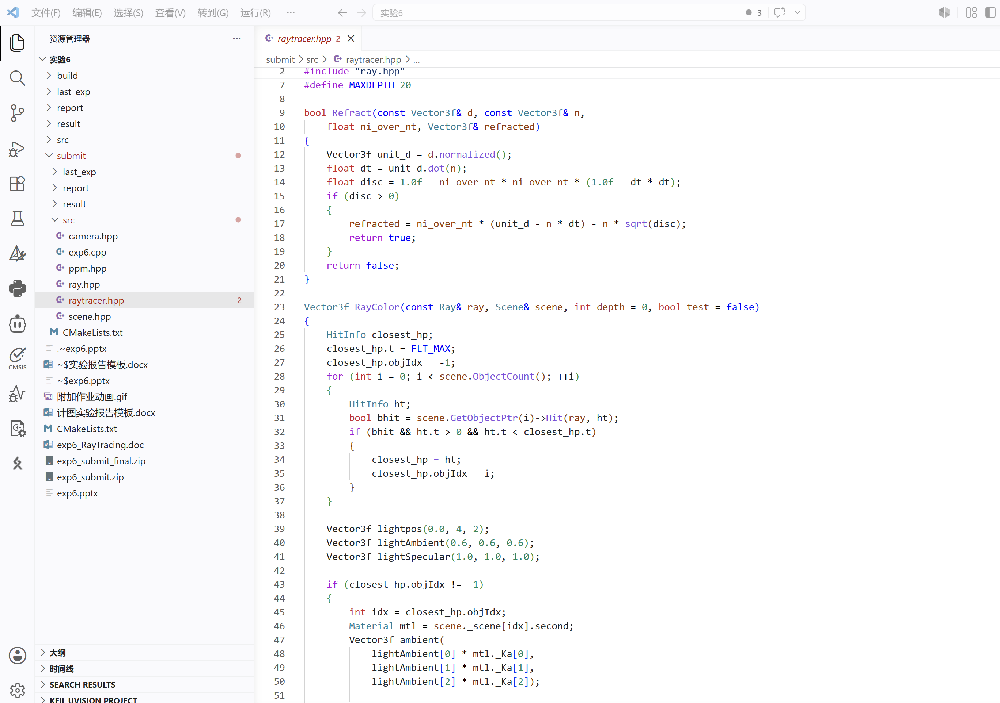 文件(F) 编辑(E) 选择(S) 查看(V) 转到(G) 运行(R) ··· 实验6 3
资源管理器 ···
实验6
build
last_exp
report
result
src
submit
last_exp
report
result
src
camera.hpp
exp6.cpp
ppm.hpp
ray.hpp
raytracer.hpp 2
scene.hpp
CMakeLists.txt
.~exp6.pptx
~$实验报告模板.docx
~$exp6.pptx
附加作业动画.gif
计图实验报告模板.docx
CMakeLists.txt
exp6_RayTracing.doc
exp6_submit_final.zip
exp6_submit.zip
exp6.pptx
大纲
时间线
SEARCH RESULTS
KEIL UVISION PROJECT
CMSIS
raytracer.hpp 2
submit > src > raytracer.hpp > ...
2 #include "ray.hpp"
7 #define MAXDEPTH 20
8
9 bool Refract(const Vector3f& d, const Vector3f& n,
10 float ni_over_nt, Vector3f& refracted)
11 {
12 Vector3f unit_d = d.normalized();
13 float dt = unit_d.dot(n);
14 float disc = 1.0f - ni_over_nt * ni_over_nt * (1.0f - dt * dt);
15 if (disc > 0)
16 {
17 refracted = ni_over_nt * (unit_d - n * dt) - n * sqrt(disc);
18 return true;
19 }
20 return false;
21 }
22
23 Vector3f RayColor(const Ray& ray, Scene& scene, int depth = 0, bool test = false)
24 {
25 HitInfo closest_hp;
26 closest_hp.t = FLT_MAX;
27 closest_hp.objIdx = -1;
28 for (int i = 0; i < scene.ObjectCount(); ++i)
29 {
30 HitInfo ht;
31 bool bhit = scene.GetObjectPtr(i)->Hit(ray, ht);
32 if (bhit && ht.t > 0 && ht.t < closest_hp.t)
33 {
34 closest_hp = ht;
35 closest_hp.objIdx = i;
36 }
37 }
38
39 Vector3f lightpos(0.0, 4, 2);
40 Vector3f lightAmbient(0.6, 0.6, 0.6);
41 Vector3f lightSpecular(1.0, 1.0, 1.0);
42
43 if (closest_hp.objIdx != -1)
44 {
45 int idx = closest_hp.objIdx;
46 Material mtl = scene._scene[idx].second;
47 Vector3f ambient(
48 lightAmbient[0] * mtl._Ka[0],
49 lightAmbient[1] * mtl._Ka[1],
50 lightAmbient[2] * mtl._Ka[2]);
51